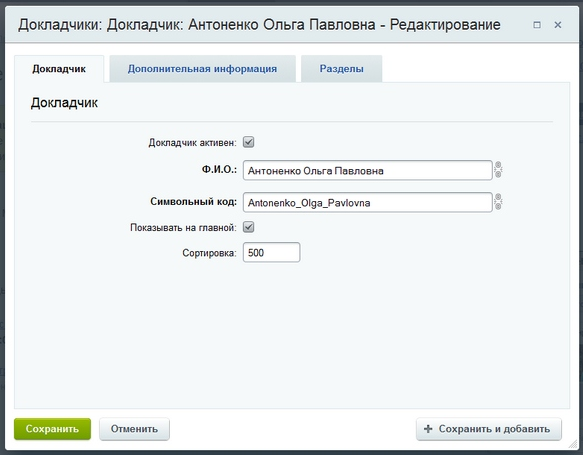 Докладчики: Докладчик: Антоненко Ольга Павловна - Редактирование
Докладчик
Дополнительная информация
Разделы
Докладчик
Докладчик активен:
Ф.И.О.: Антоненко Ольга Павловна
Символьный код: Antonenko_Olga_Pavlovna
Показывать на главной:
Сортировка: 500
Сохранить
Отменить
+ Сохранить и добавить